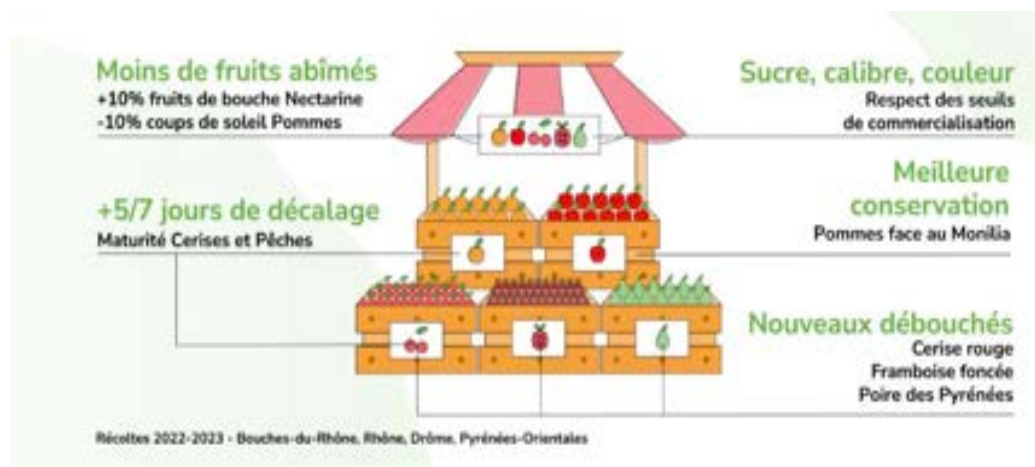 Moins de fruits abîmés
+10% fruits de bouche Nectarine
-10% coups de soleil Pommes
Sucre, calibre, couleur
Respect des seuils
de commercialisation
+5/7 jours de décalage
Maturité Cerises et Pêches
Meilleure
conservation
Pommes face au Monilia
Nouveaux débouchés
Cerise rouge
Framboise foncée
Poire des Pyrénées
Récoltes 2022-2023 - Bouches-du-Rhône, Rhône, Drôme, Pyrénées-Orientales